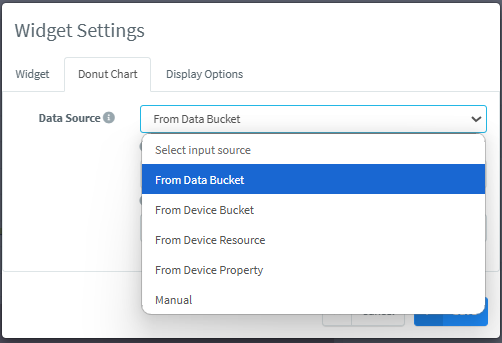 Widget Settings
Widget
Donut Chart
Display Options
Data Source
From Data Bucket
Select input source
From Data Bucket
From Device Bucket
From Device Resource
From Device Property
Manual